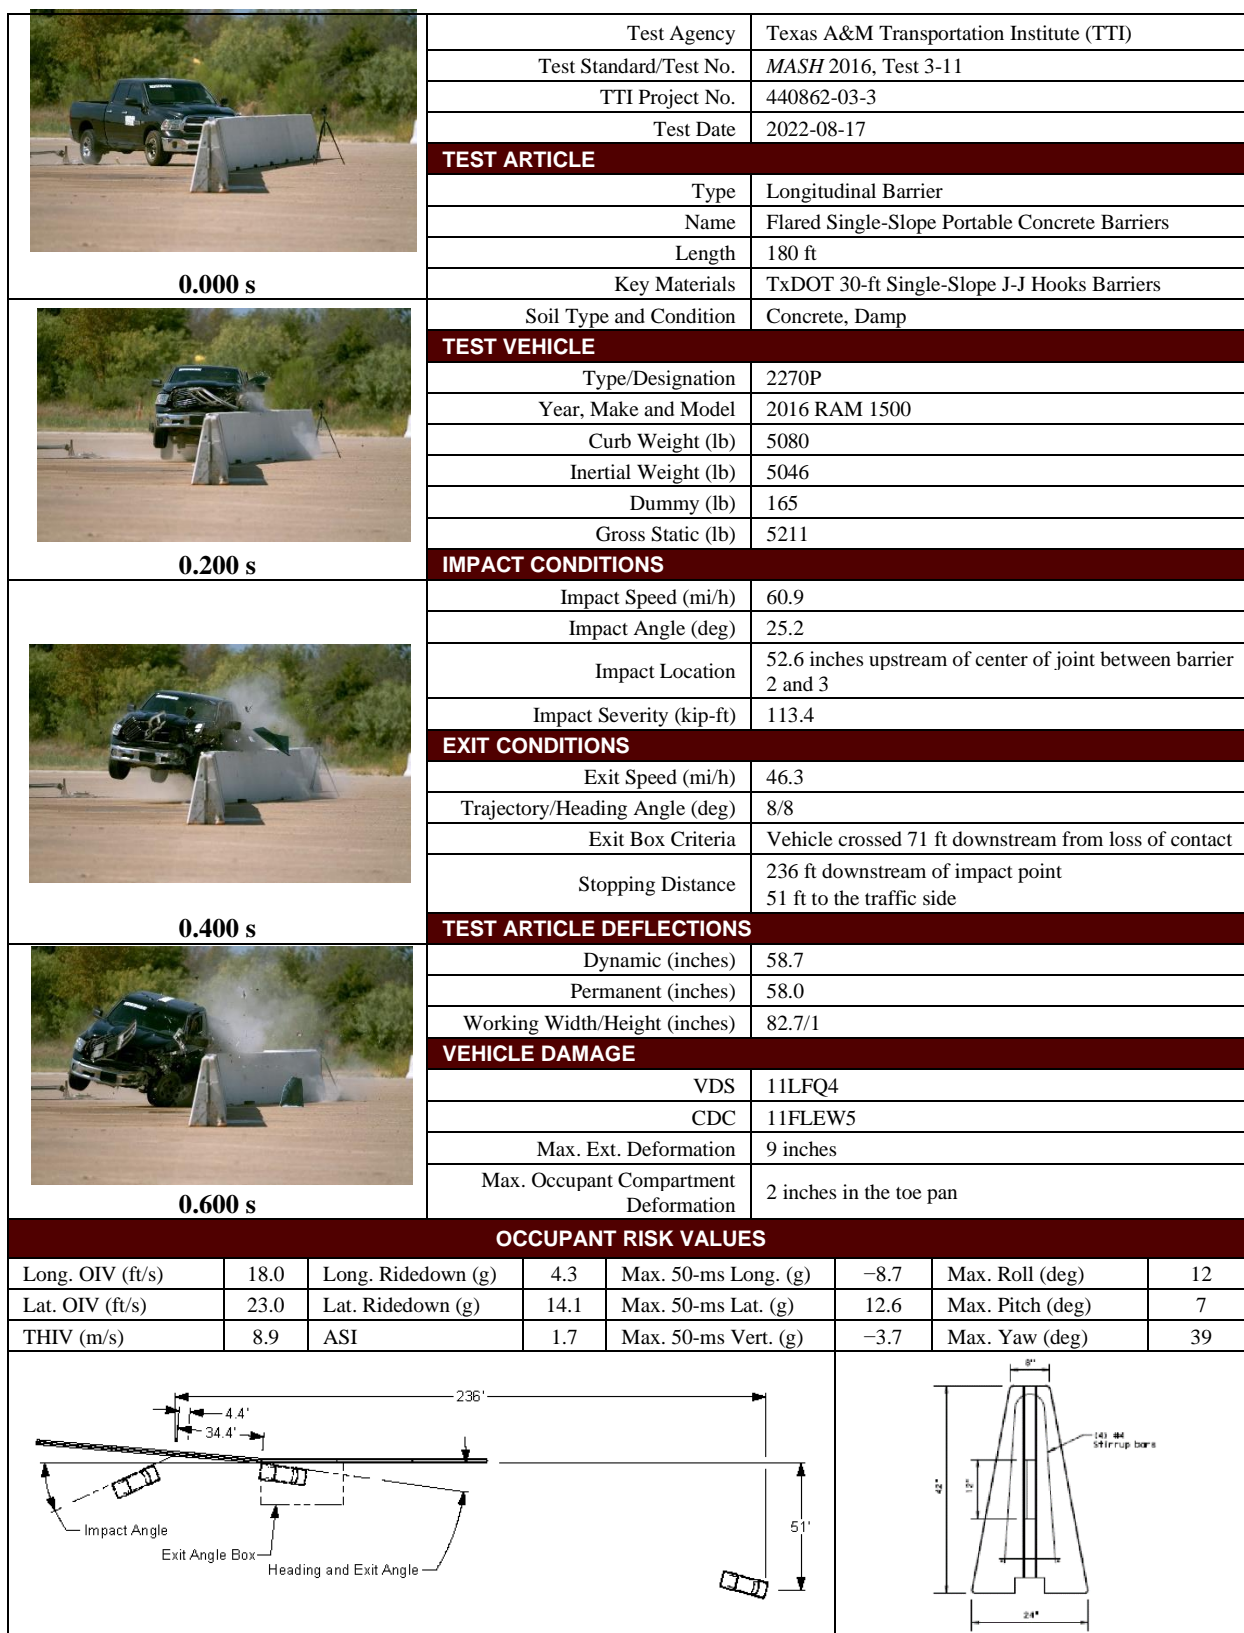 Test Agency Texas A&M Transportation Institute (TTI)
Test Standard/Test No. MASH 2016, Test 3-11
TTI Project No. 440862-03-3
Test Date 2022-08-17
TEST ARTICLE
Type Longitudinal Barrier
Name Flared Single-Slope Portable Concrete Barriers
Length 180 ft
0.000 s
Key Materials TxDOT 30-ft Single-Slope J-J Hooks Barriers
Soil Type and Condition Concrete, Damp
TEST VEHICLE
Type/Designation 2270P
Year, Make and Model 2016 RAM 1500
Curb Weight (lb) 5080
Inertial Weight (lb) 5046
Dummy (lb) 165
Gross Static (lb) 5211
0.200 s
IMPACT CONDITIONS
Impact Speed (mi/h) 60.9
Impact Angle (deg) 25.2
Impact Location 52.6 inches upstream of center of joint between barrier
2 and 3
Impact Severity (kip-ft) 113.4
EXIT CONDITIONS
Exit Speed (mi/h) 46.3
Trajectory/Heading Angle (deg) 8/8
Exit Box Criteria Vehicle crossed 71 ft downstream from loss of contact
Stopping Distance 236 ft downstream of impact point
51 ft to the traffic side
0.400 s
TEST ARTICLE DEFLECTIONS
Dynamic (inches) 58.7
Permanent (inches) 58.0
Working Width/Height (inches) 82.7/1
VEHICLE DAMAGE
VDS 11LFQ4
CDC 11FLEW5
Max. Ext. Deformation 9 inches
Max. Occupant Compartment
Deformation 2 inches in the toe pan
0.600 s
OCCUPANT RISK VALUES
Long. OIV (ft/s) 18.0 Long. Ridedown (g) 4.3 Max. 50-ms Long. (g) −8.7 Max. Roll (deg) 12
Lat. OIV (ft/s) 23.0 Lat. Ridedown (g) 14.1 Max. 50-ms Lat. (g) 12.6 Max. Pitch (deg) 7
THIV (m/s) 8.9 ASI 1.7 Max. 50-ms Vert. (g) −3.7 Max. Yaw (deg) 39
236'
4.4'
34.4'
Impact Angle
Exit Angle Box
Heading and Exit Angle
51'
8"
(4) #4
Stirrup bars
42"
12"
24"